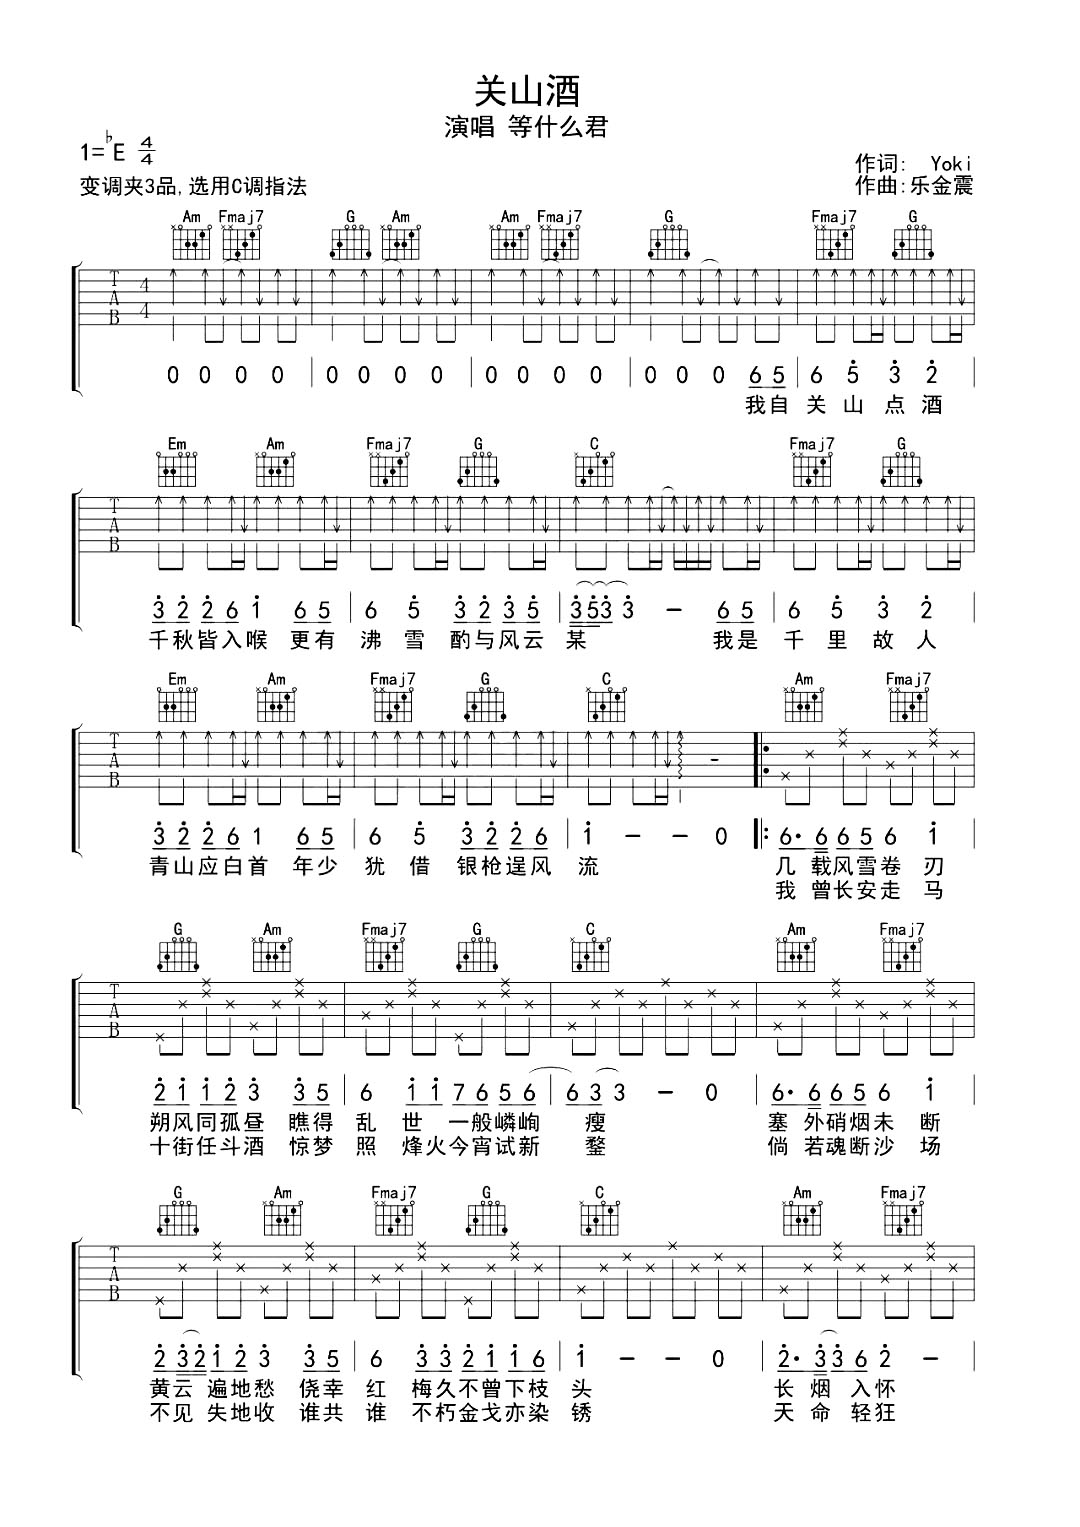 关山酒
演唱 等什么君
1=♭E 4/4
作词: Yoki
变调夹3品,选用C调指法
作曲:乐金震
Am Fmaj7 G Am Am Fmaj7 G Fmaj7 G
T A B 4 4
0 0 0 0 | 0 0 0 0 | 0 0 0 0 | 0 0 0 6 5 | 6 5 3 2 |
我自 关 山 点 酒
Em Am Fmaj7 G C Fmaj7 G
T A B
3 2 2 6 1 6 5 | 6 5 3 2 3 5 | 3 5 3 3 - 6 5 | 6 5 3 2 |
千秋皆入喉 更有 沸 雪 酌与风云 某 我是 千 里 故 人
Em Am Fmaj7 G C Am Fmaj7
T A B -
3 2 2 6 1 6 5 | 6 5 3 2 2 6 | 1 - - 0 |: 6· 6 6 5 6 1 |
青山应白首 年少 犹 借 银枪逞风 流 几 载风雪卷 刃
我 曾长安走 马
G Am Fmaj7 G C Am Fmaj7
T A B
2 1 1 2 3 3 5 | 6 1 1 7 6 5 6 | 6 3 3 - 0 | 6· 6 6 5 6 1 |
朔风同孤昼 瞧得 乱 世 一般嶙峋 瘦 塞 外硝烟未 断
十街任斗酒 惊梦 照 烽火今宵试新 鍪 倘 若魂断沙 场
G Am Fmaj7 G C Am Fmaj7
T A B
2 3 2 1 2 3 3 5 | 6 3 3 2 1 1 6 | 1 - - 0 | 2· 3 3 6 2 - |
黄云 遍地愁 侥幸 红 梅久不曾下枝 头 长 烟 入怀
不见 失地收 谁共 谁 不朽金戈亦染 锈 天 命 轻狂